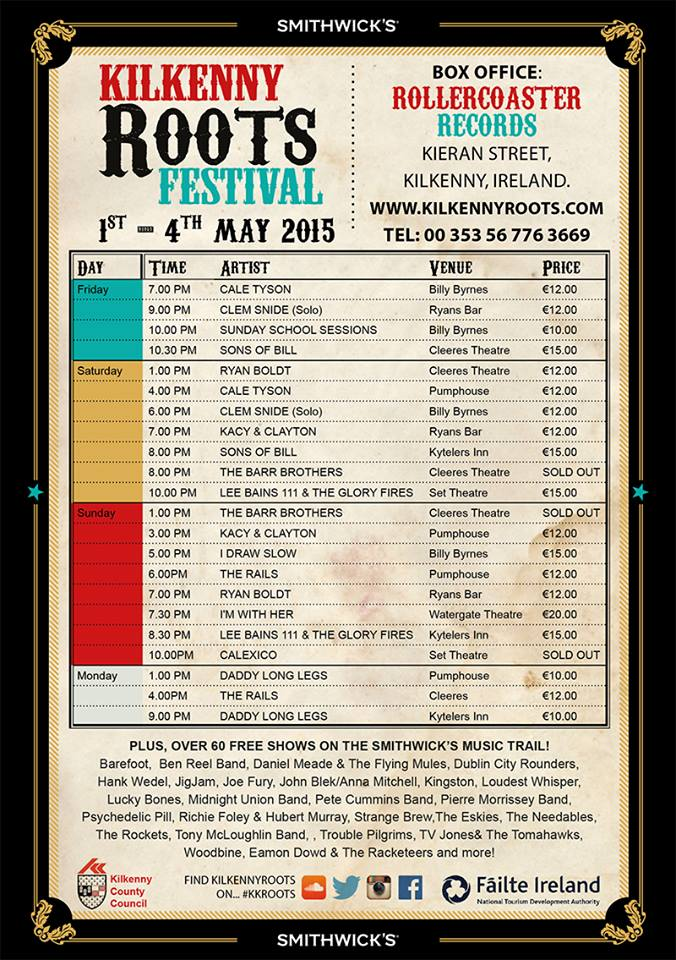 SMITHWICK'S
KILKENNY
ROOTS
FESTIVAL
1ST - 4TH MAY 2015
BOX OFFICE:
ROLLERCOASTER
RECORDS
KIERAN STREET,
KILKENNY, IRELAND.
WWW.KILKENNYROOTS.COM
TEL: 00 353 56 776 3669
DAY TIME ARTIST VENUE PRICE
Friday 7.00 PM CALE TYSON Billy Byrnes €12.00
9.00 PM CLEM SNIDE (Solo) Ryans Bar €12.00
10.00 PM SUNDAY SCHOOL SESSIONS Billy Byrnes €10.00
10.30 PM SONS OF BILL Cleeres Theatre €15.00
Saturday 1.00 PM RYAN BOLDT Cleeres Theatre €12.00
4.00 PM CALE TYSON Pumphouse €12.00
6.00 PM CLEM SNIDE (Solo) Billy Byrnes €12.00
7.00 PM KACY & CLAYTON Ryans Bar €12.00
8.00 PM SONS OF BILL Kytelers Inn €15.00
8.00 PM THE BARR BROTHERS Cleeres Theatre SOLD OUT
10.00 PM LEE BAINS 111 & THE GLORY FIRES Set Theatre €15.00
Sunday 1.00 PM THE BARR BROTHERS Cleeres Theatre SOLD OUT
3.00 PM KACY & CLAYTON Pumphouse €12.00
5.00 PM I DRAW SLOW Billy Byrnes €15.00
6.00PM THE RAILS Pumphouse €12.00
7.00 PM RYAN BOLDT Ryans Bar €12.00
7.30 PM I'M WITH HER Watergate Theatre €20.00
8.30 PM LEE BAINS 111 & THE GLORY FIRES Kytelers Inn €15.00
10.00PM CALEXICO Set Theatre SOLD OUT
Monday 1.00 PM DADDY LONG LEGS Pumphouse €10.00
4.00PM THE RAILS Cleeres €12.00
9.00 PM DADDY LONG LEGS Kytelers Inn €10.00
PLUS, OVER 60 FREE SHOWS ON THE SMITHWICK'S MUSIC TRAIL!
Barefoot, Ben Reel Band, Daniel Meade & The Flying Mules, Dublin City Rounders,
Hank Wedel, JigJam, Joe Fury, John Blek/Anna Mitchell, Kingston, Loudest Whisper,
Lucky Bones, Midnight Union Band, Pete Cummins Band, Pierre Morrissey Band,
Psychedelic Pill, Richie Foley & Hubert Murray, Strange Brew,The Eskies, The Needables,
The Rockets, Tony McLoughlin Band, , Trouble Pilgrims, TV Jones& The Tomahawks,
Woodbine, Eamon Dowd & The Racketeers and more!
Kilkenny
County
Council
FIND KILKENNYROOTS
ON... #KKROOTS
Fáilte Ireland
National Tourism Development Authority
SMITHWICK'S